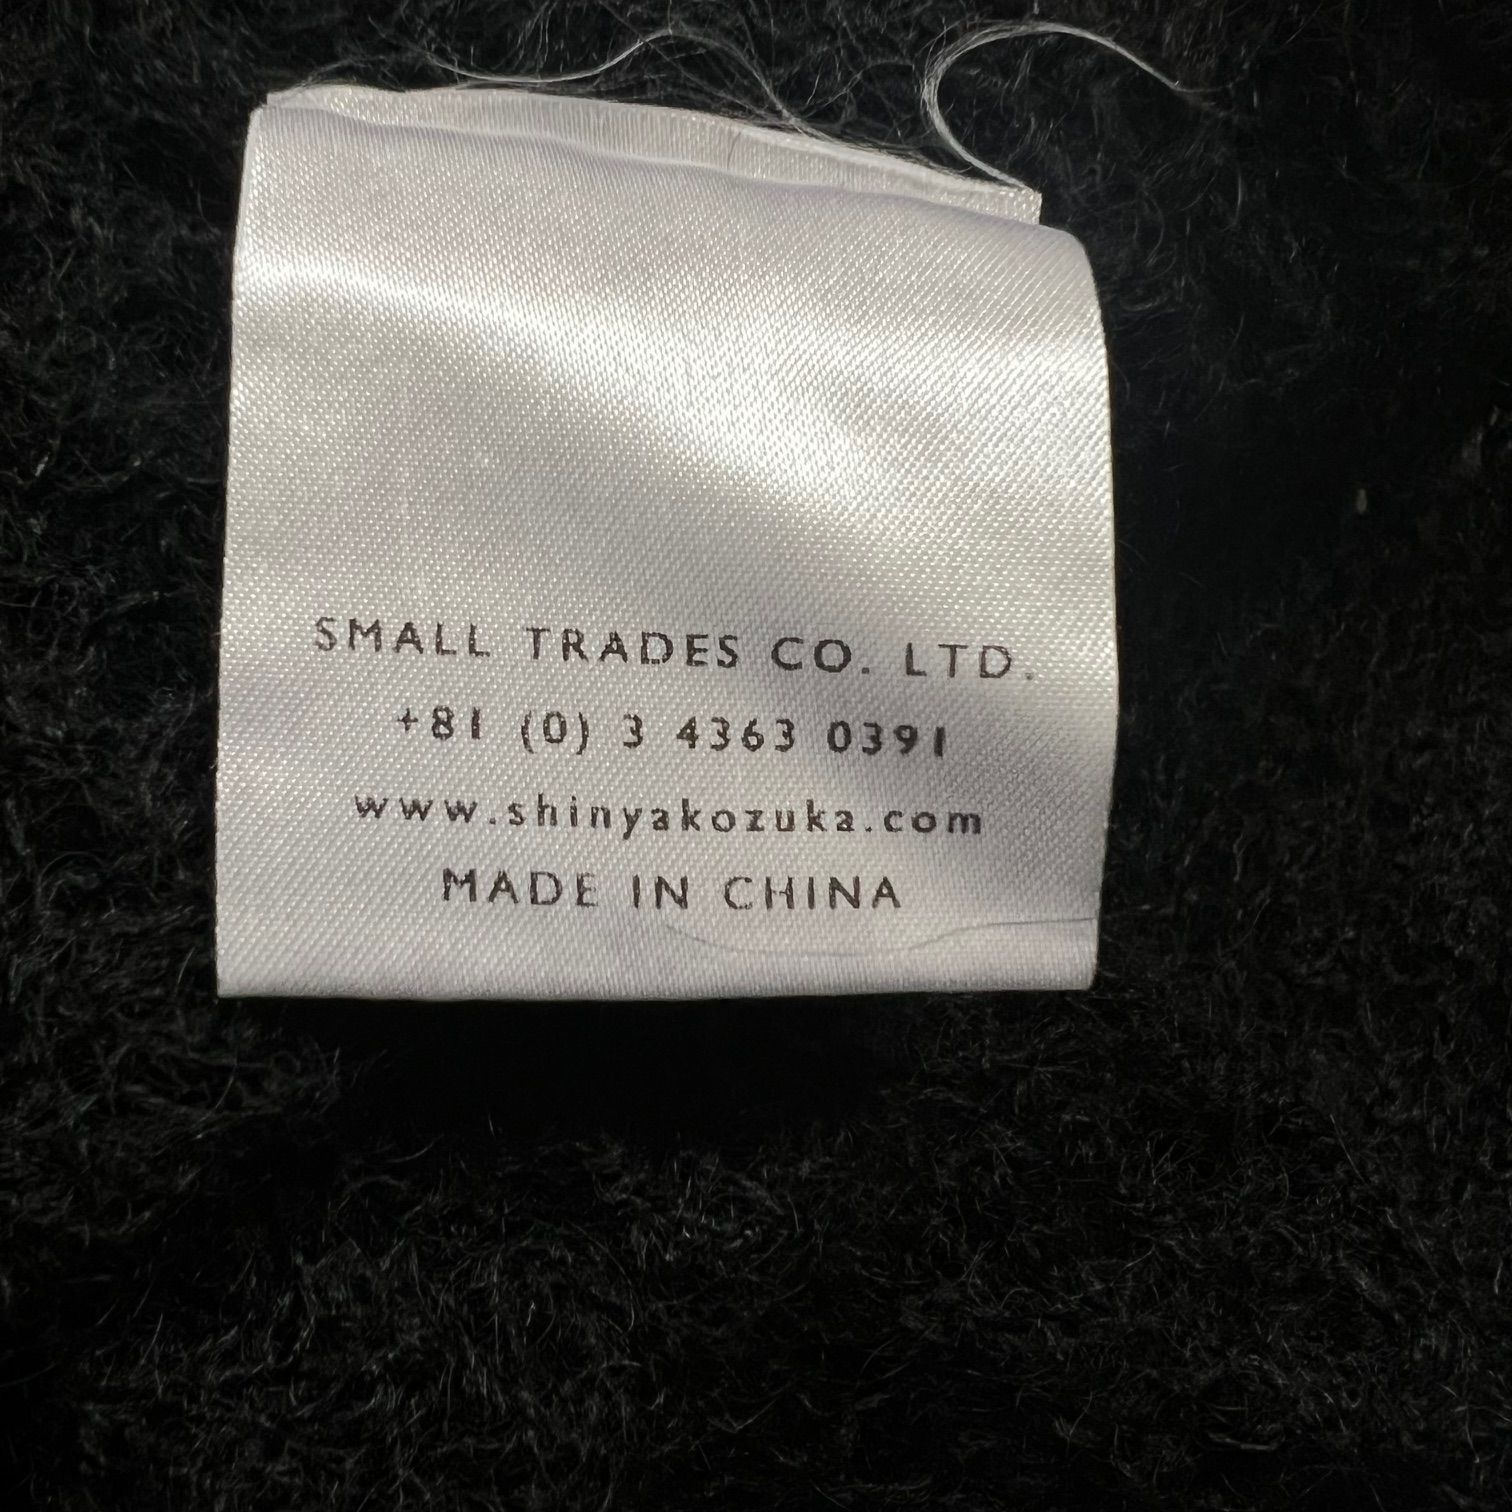 SMALL TRADES CO. LTD.
+81 (0) 3 4363 0391
www.shinyakozuka.com
MADE IN CHINA